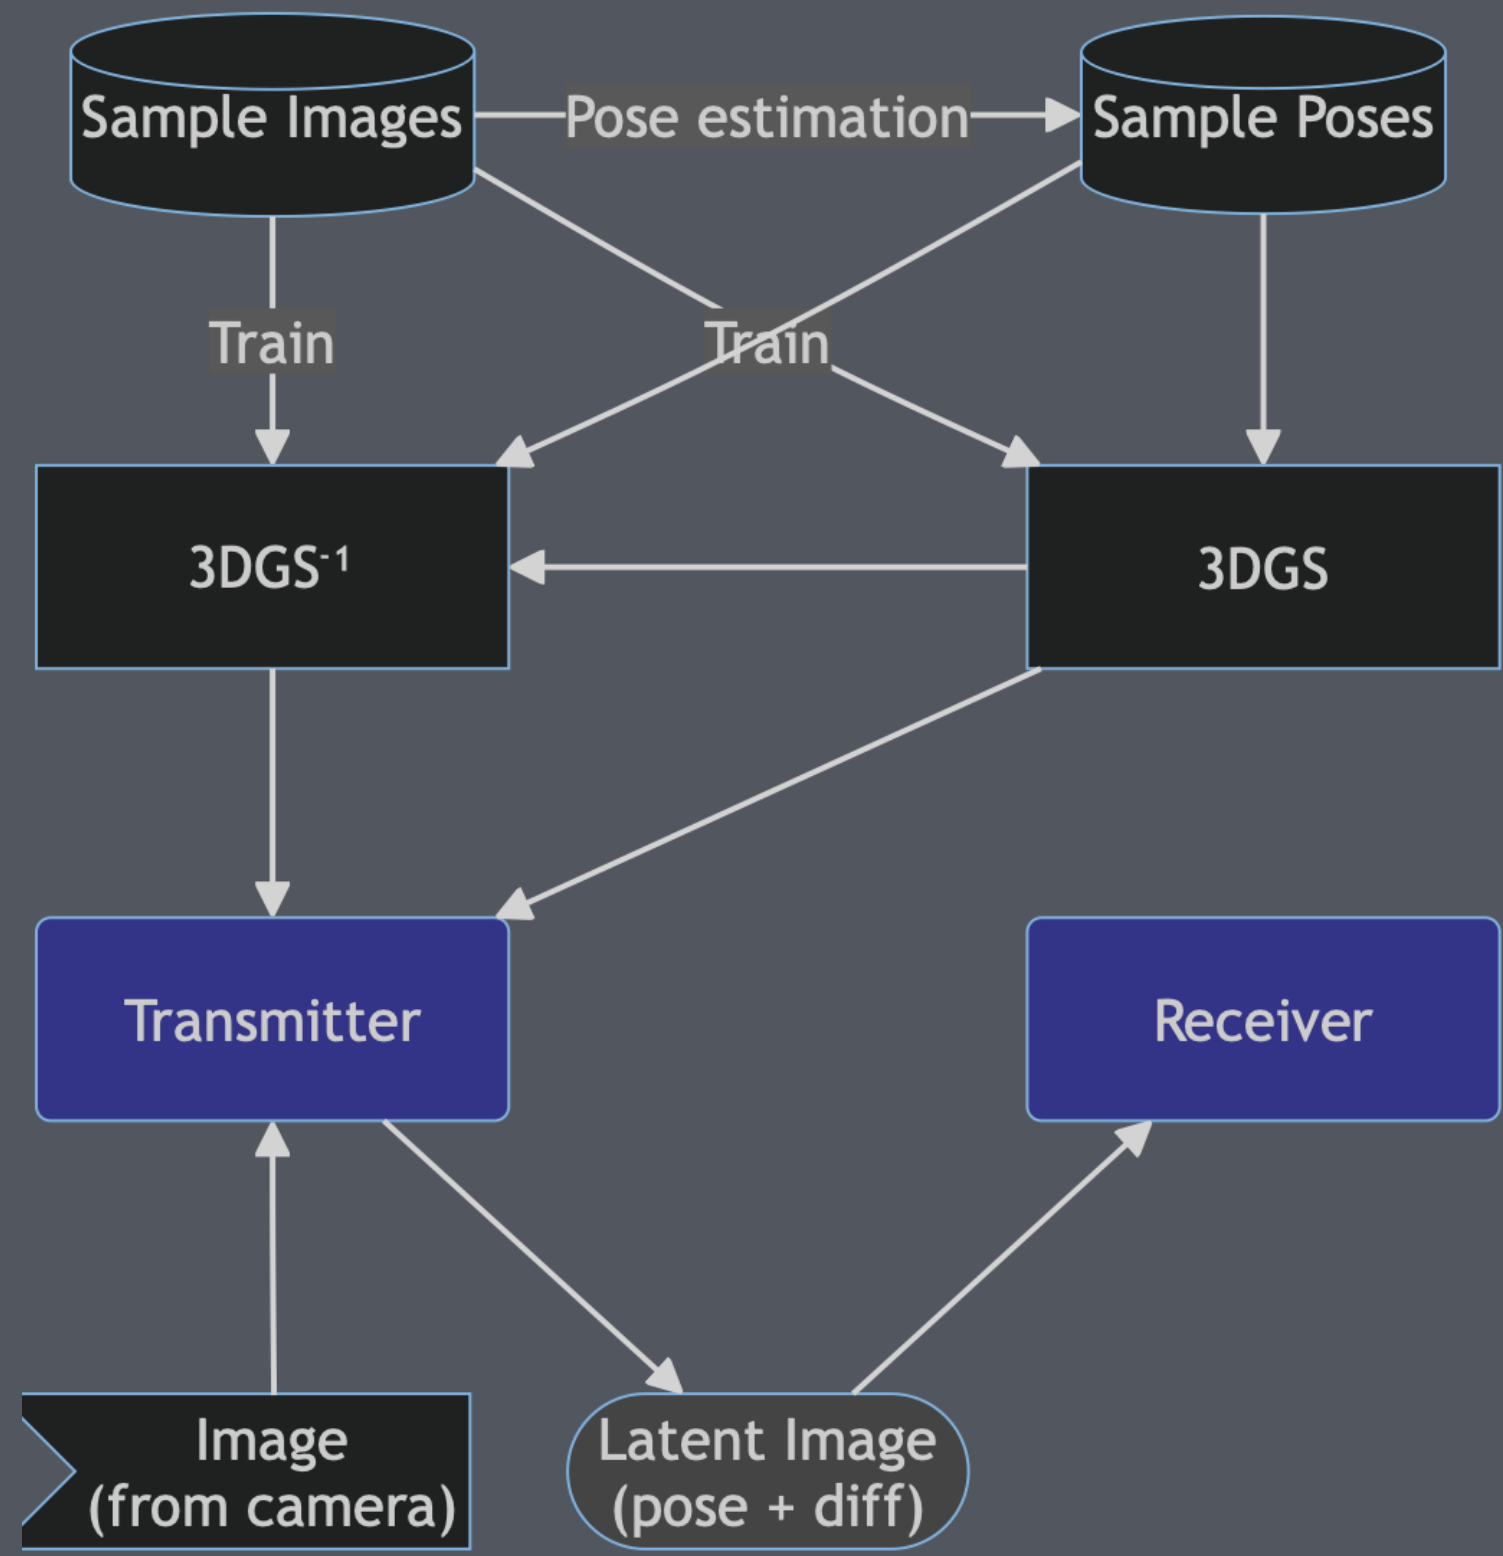 Sample Images
Pose estimation
Sample Poses
Train
Train
3DGS⁻¹
3DGS
Transmitter
Receiver
Image
(from camera)
Latent Image
(pose + diff)